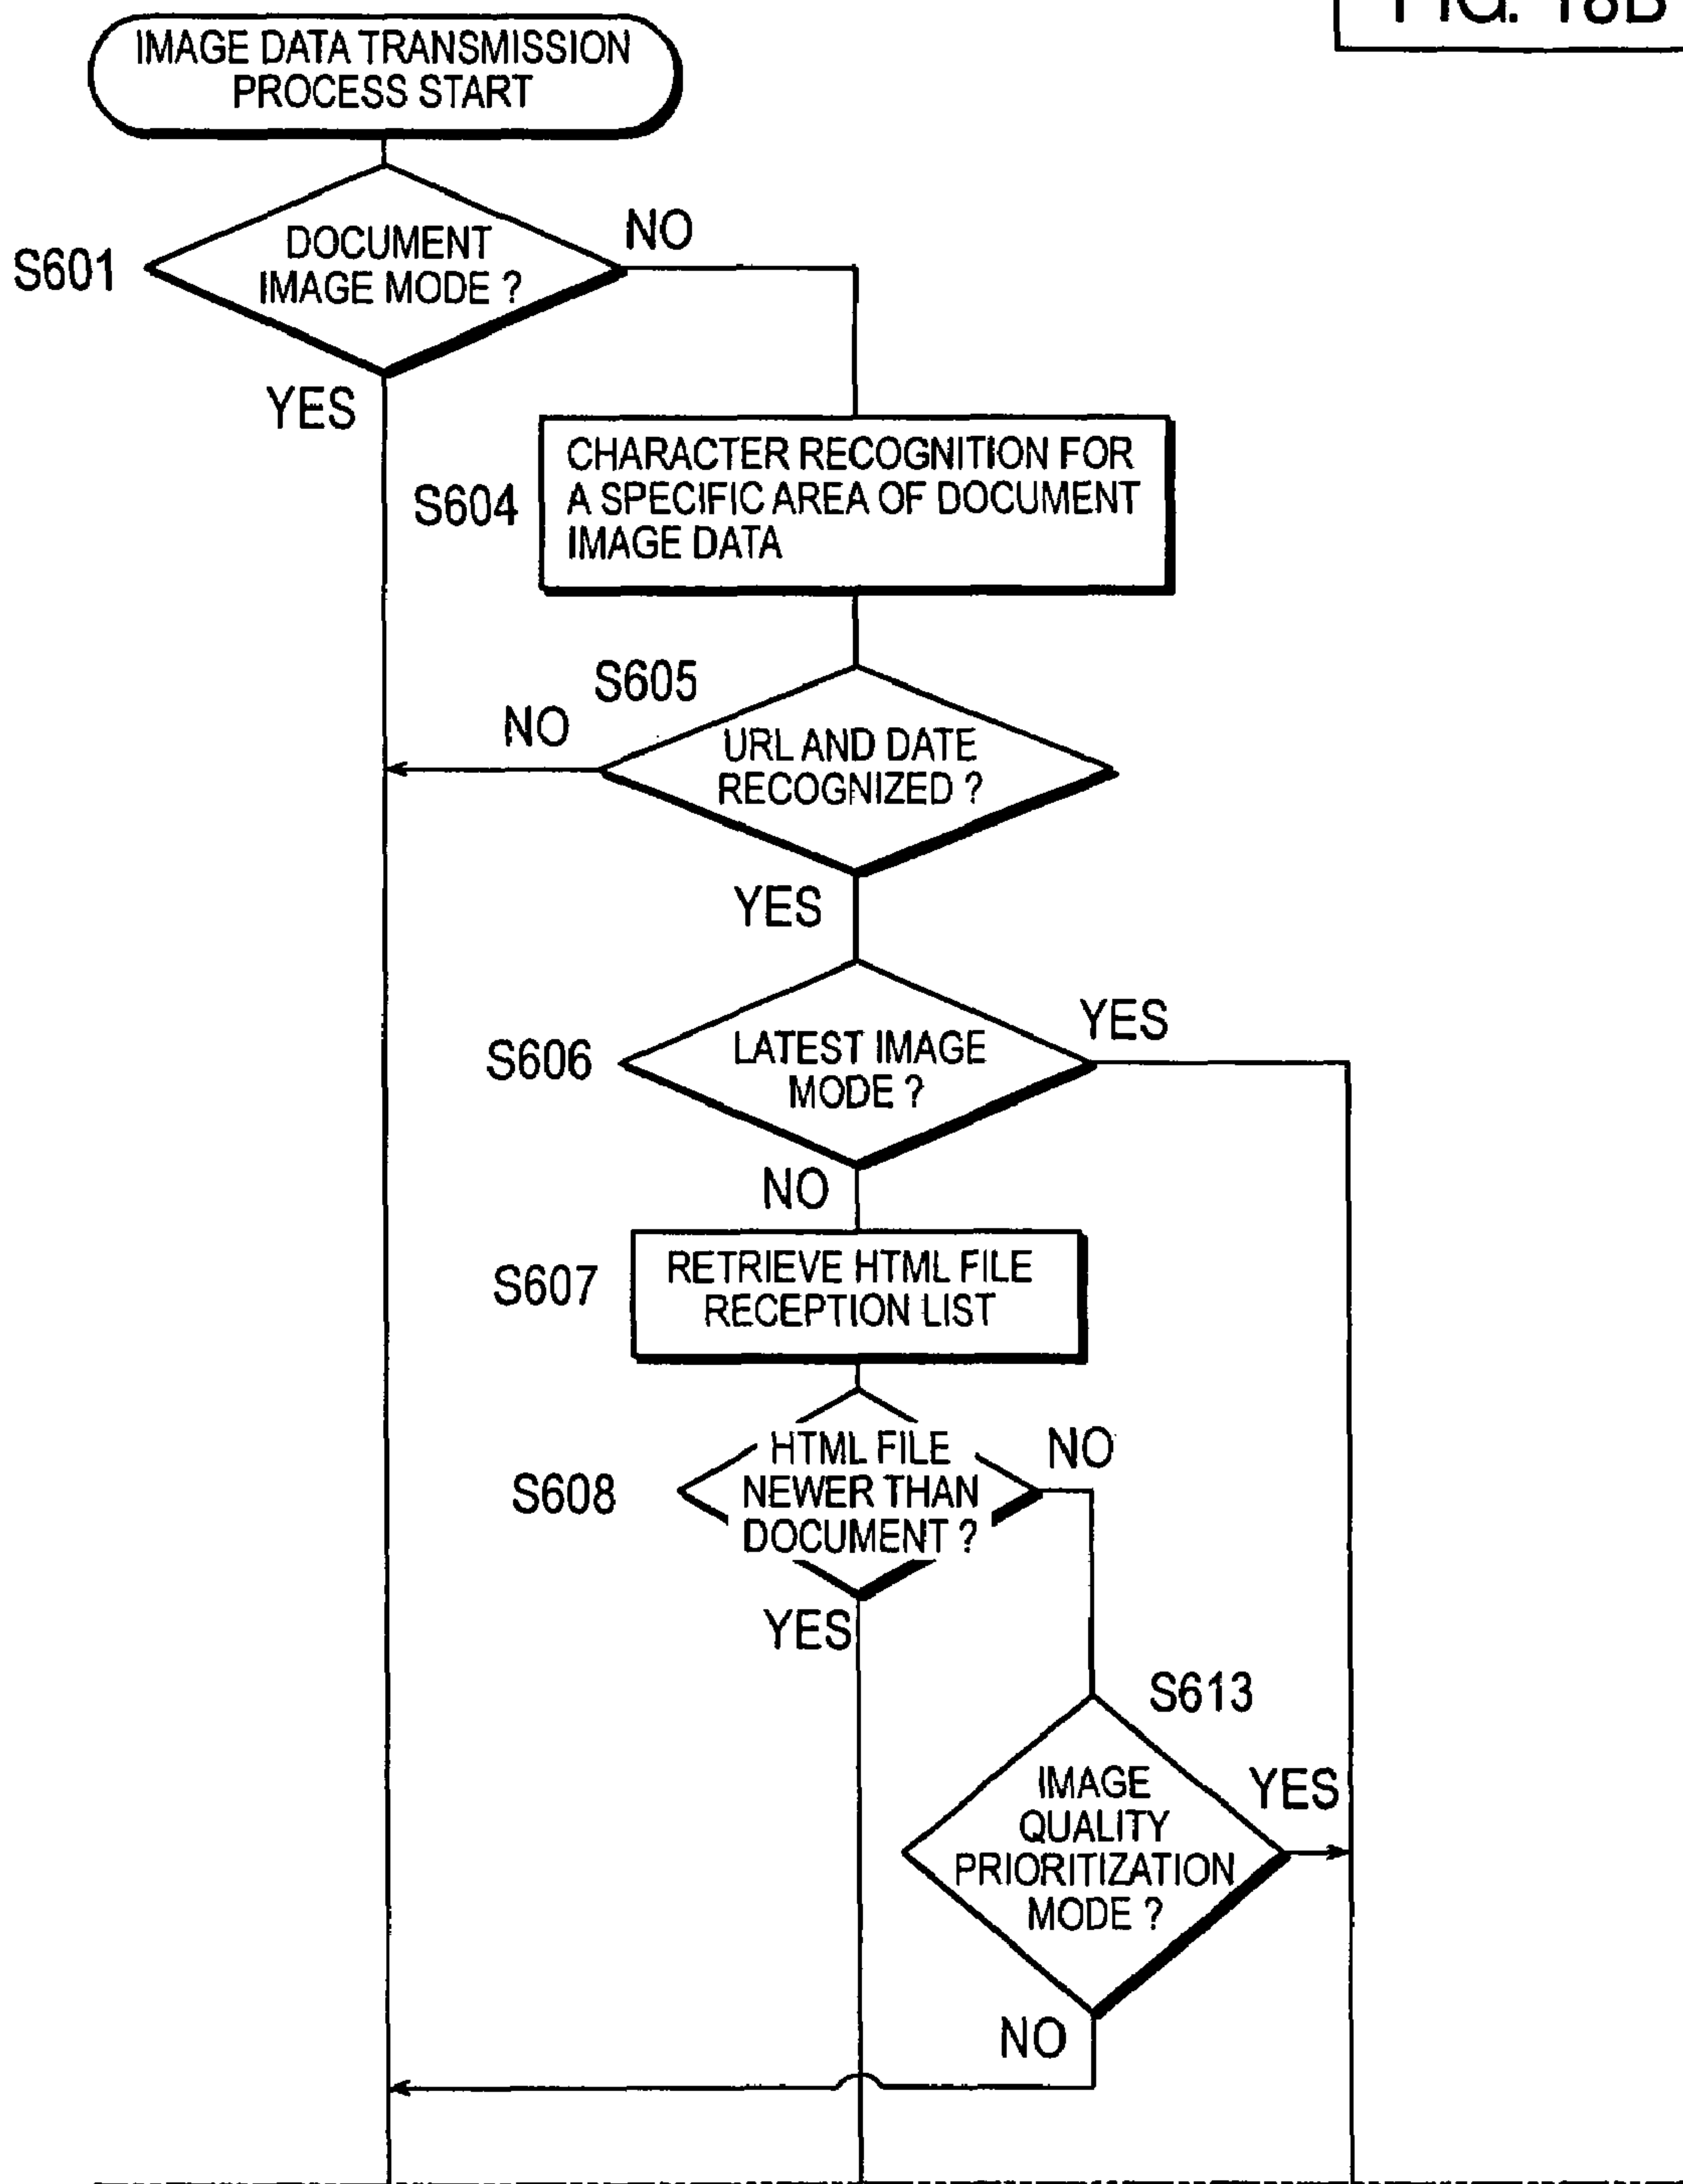 FIG. 18B
IMAGE DATA TRANSMISSION
PROCESS START
S601
DOCUMENT
IMAGE MODE ?
NO
YES
S604
CHARACTER RECOGNITION FOR
A SPECIFIC AREA OF DOCUMENT
IMAGE DATA
S605
NO
URL AND DATE
RECOGNIZED ?
YES
S606
LATEST IMAGE
MODE ?
YES
NO
S607
RETRIEVE HTML FILE
RECEPTION LIST
S608
HTML FILE
NEWER THAN
DOCUMENT ?
NO
YES
S613
IMAGE
QUALITY
PRIORITIZATION
MODE ?
YES
NO